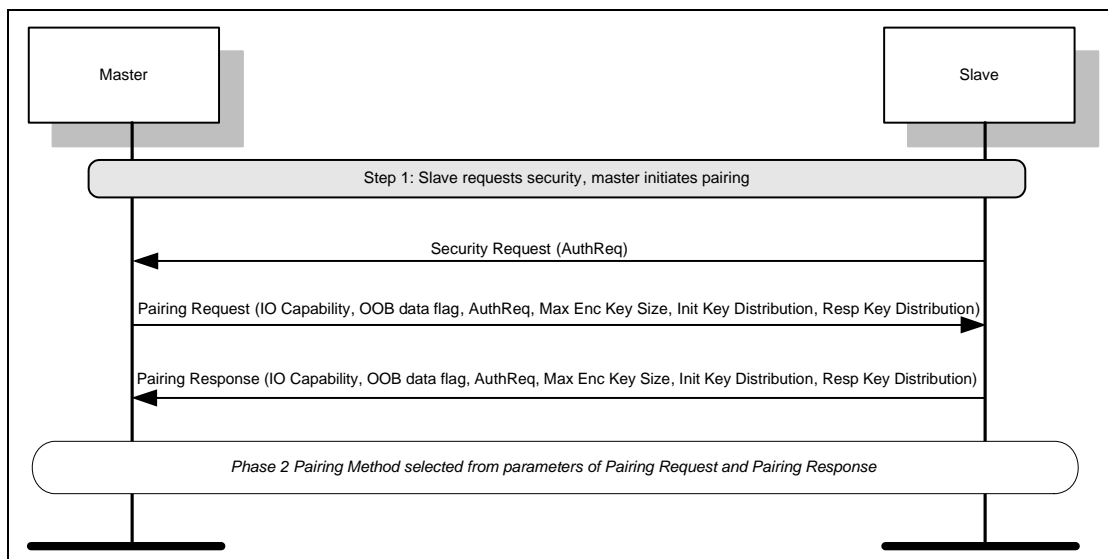 Master
Slave
Step 1: Slave requests security, master initiates pairing
Security Request (AuthReq)
Pairing Request (IO Capability, OOB data flag, AuthReq, Max Enc Key Size, Init Key Distribution, Resp Key Distribution)
Pairing Response (IO Capability, OOB data flag, AuthReq, Max Enc Key Size, Init Key Distribution, Resp Key Distribution)
Phase 2 Pairing Method selected from parameters of Pairing Request and Pairing Response